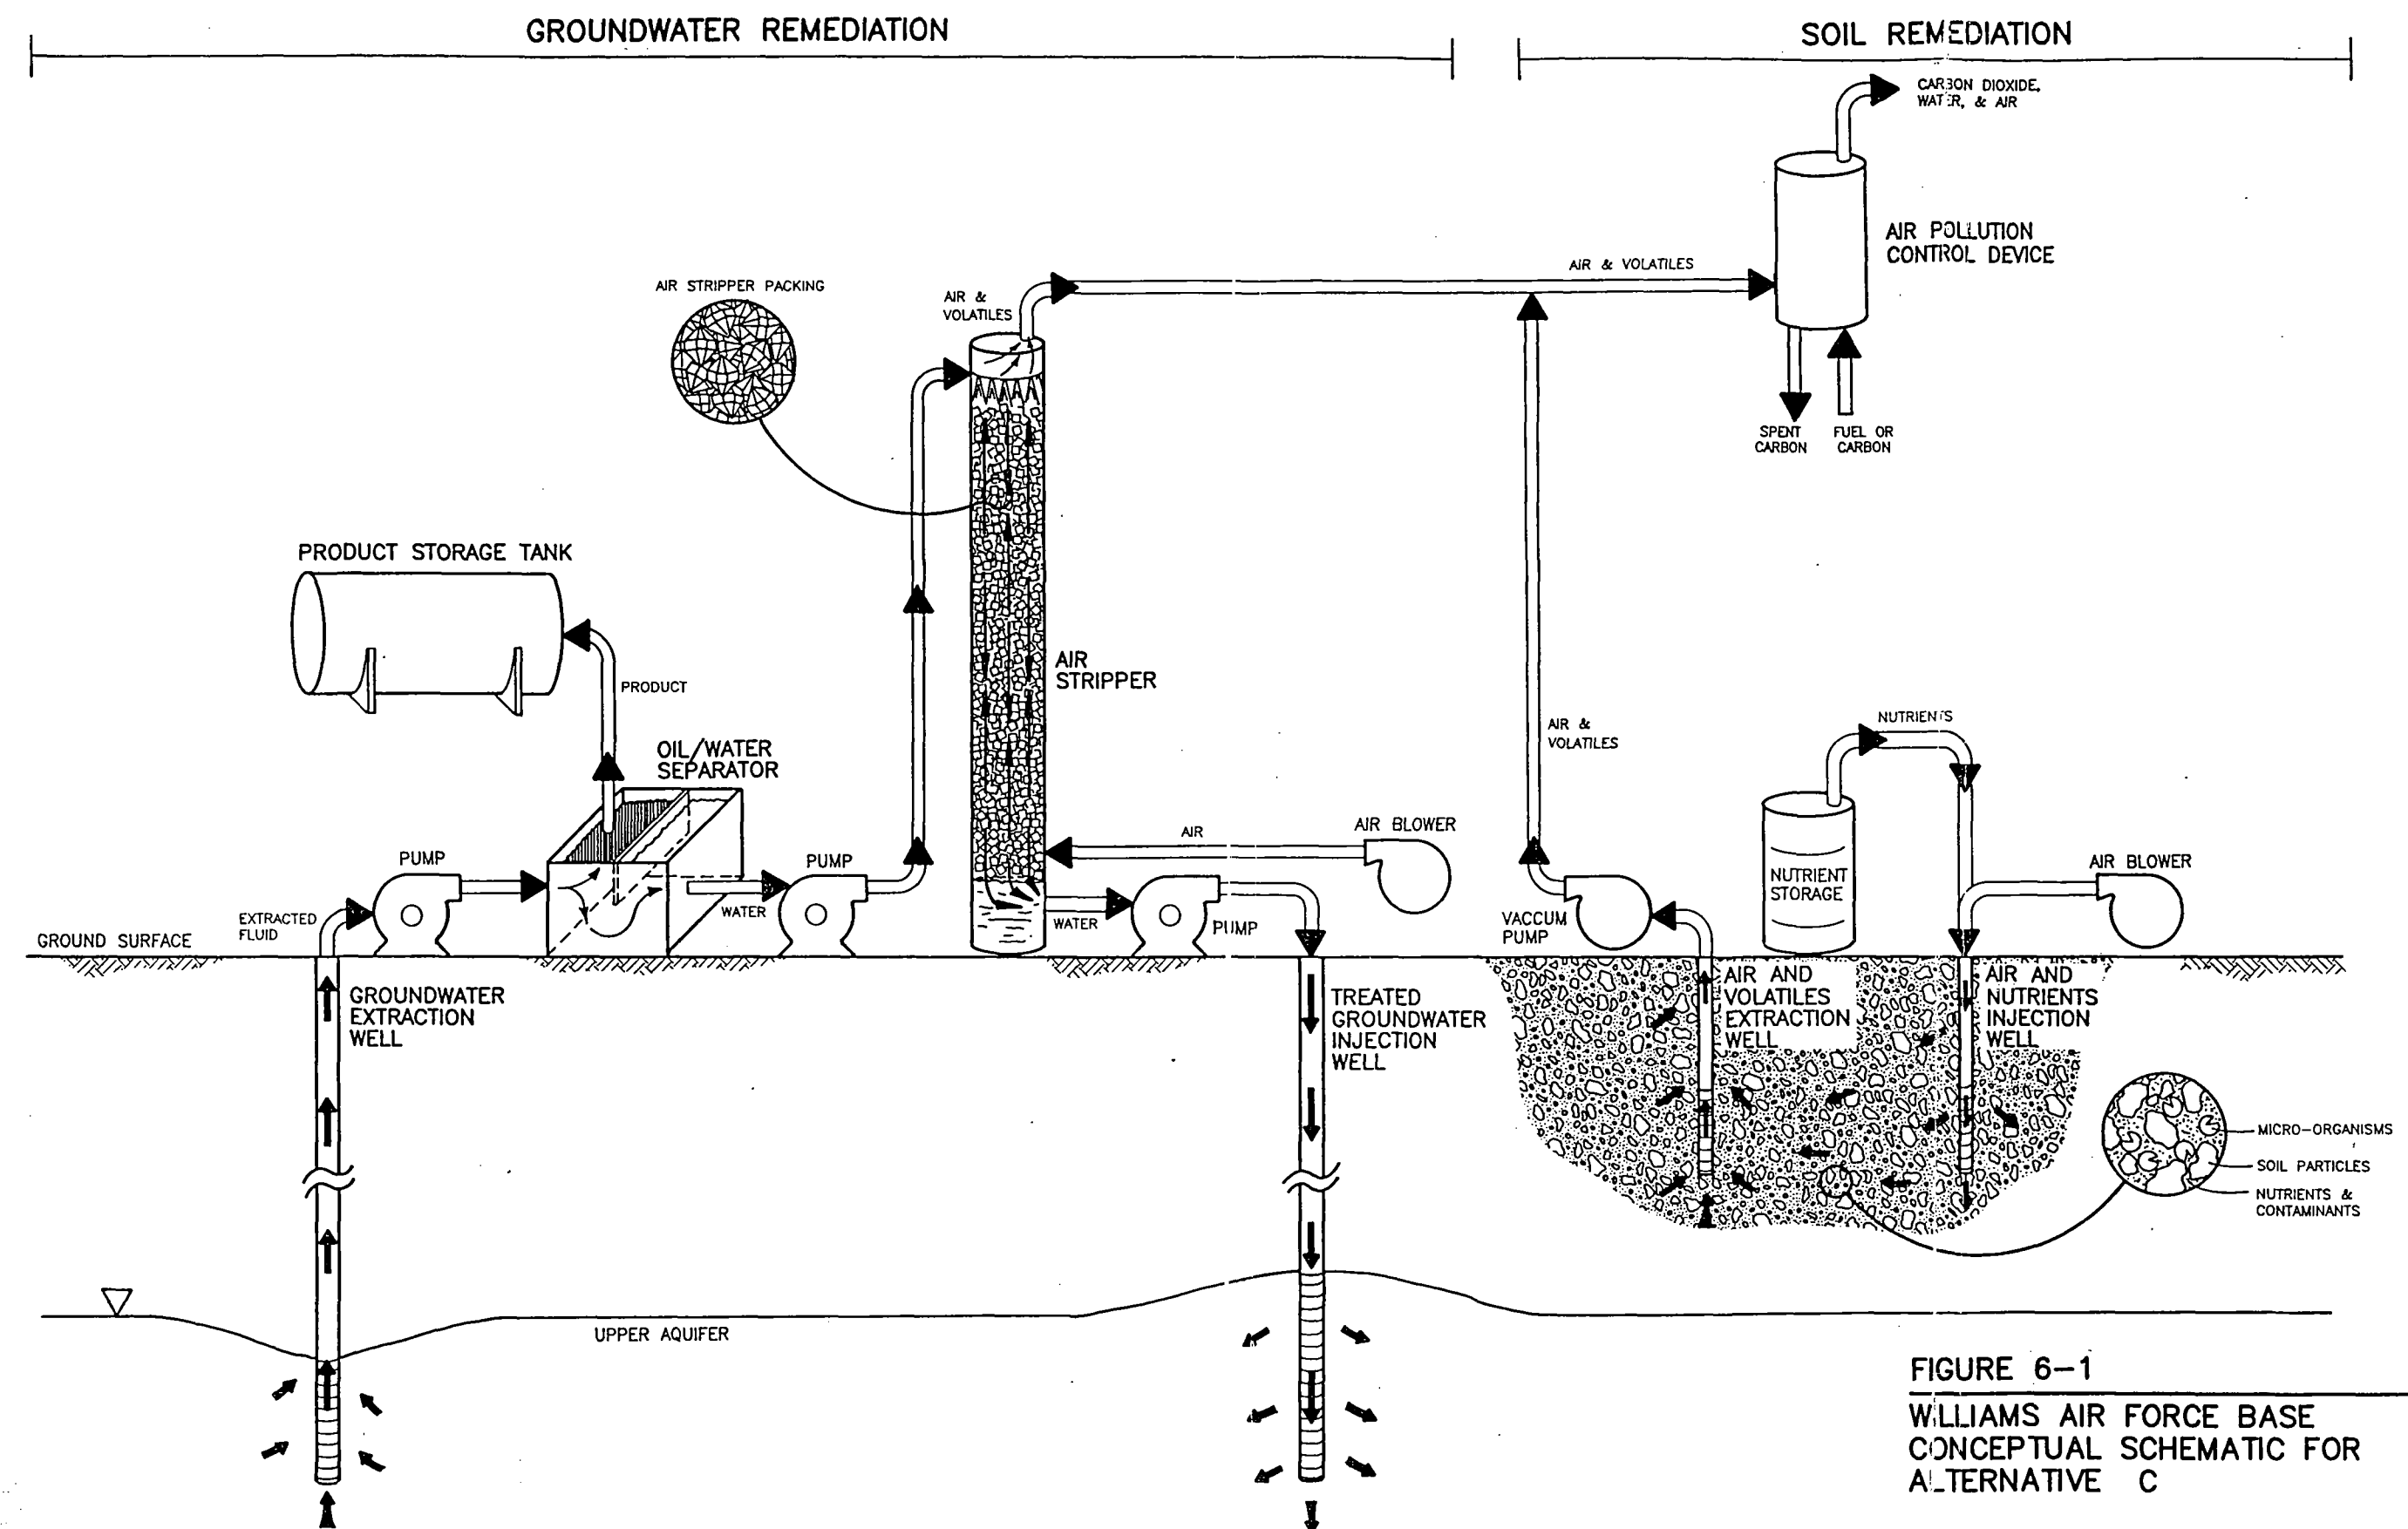 GROUNDWATER REMEDIATION
SOIL REMEDIATION
CARBON DIOXIDE,
WATER, & AIR
AIR POLLUTION
CONTROL DEVICE
AIR & VOLATILES
SPENT
CARBON
FUEL OR
CARBON
AIR STRIPPER PACKING
AIR &
VOLATILES
PRODUCT STORAGE TANK
PRODUCT
OIL/WATER
SEPARATOR
AIR
STRIPPER
AIR &
VOLATILES
NUTRIENTS
NUTRIENT
STORAGE
AIR BLOWER
AIR
AIR BLOWER
PUMP
PUMP
WATER
EXTRACTED
FLUID
GROUND SURFACE
WATER
PUMP
VACCUM
PUMP
GROUNDWATER
EXTRACTION
WELL
TREATED
GROUNDWATER
INJECTION
WELL
AIR AND
VOLATILES
EXTRACTION
WELL
AIR AND
NUTRIENTS
INJECTION
WELL
MICRO-ORGANISMS
SOIL PARTICLES
NUTRIENTS &
CONTAMINANTS
UPPER AQUIFER
FIGURE 6-1
WILLIAMS AIR FORCE BASE
CONCEPTUAL SCHEMATIC FOR
ALTERNATIVE C